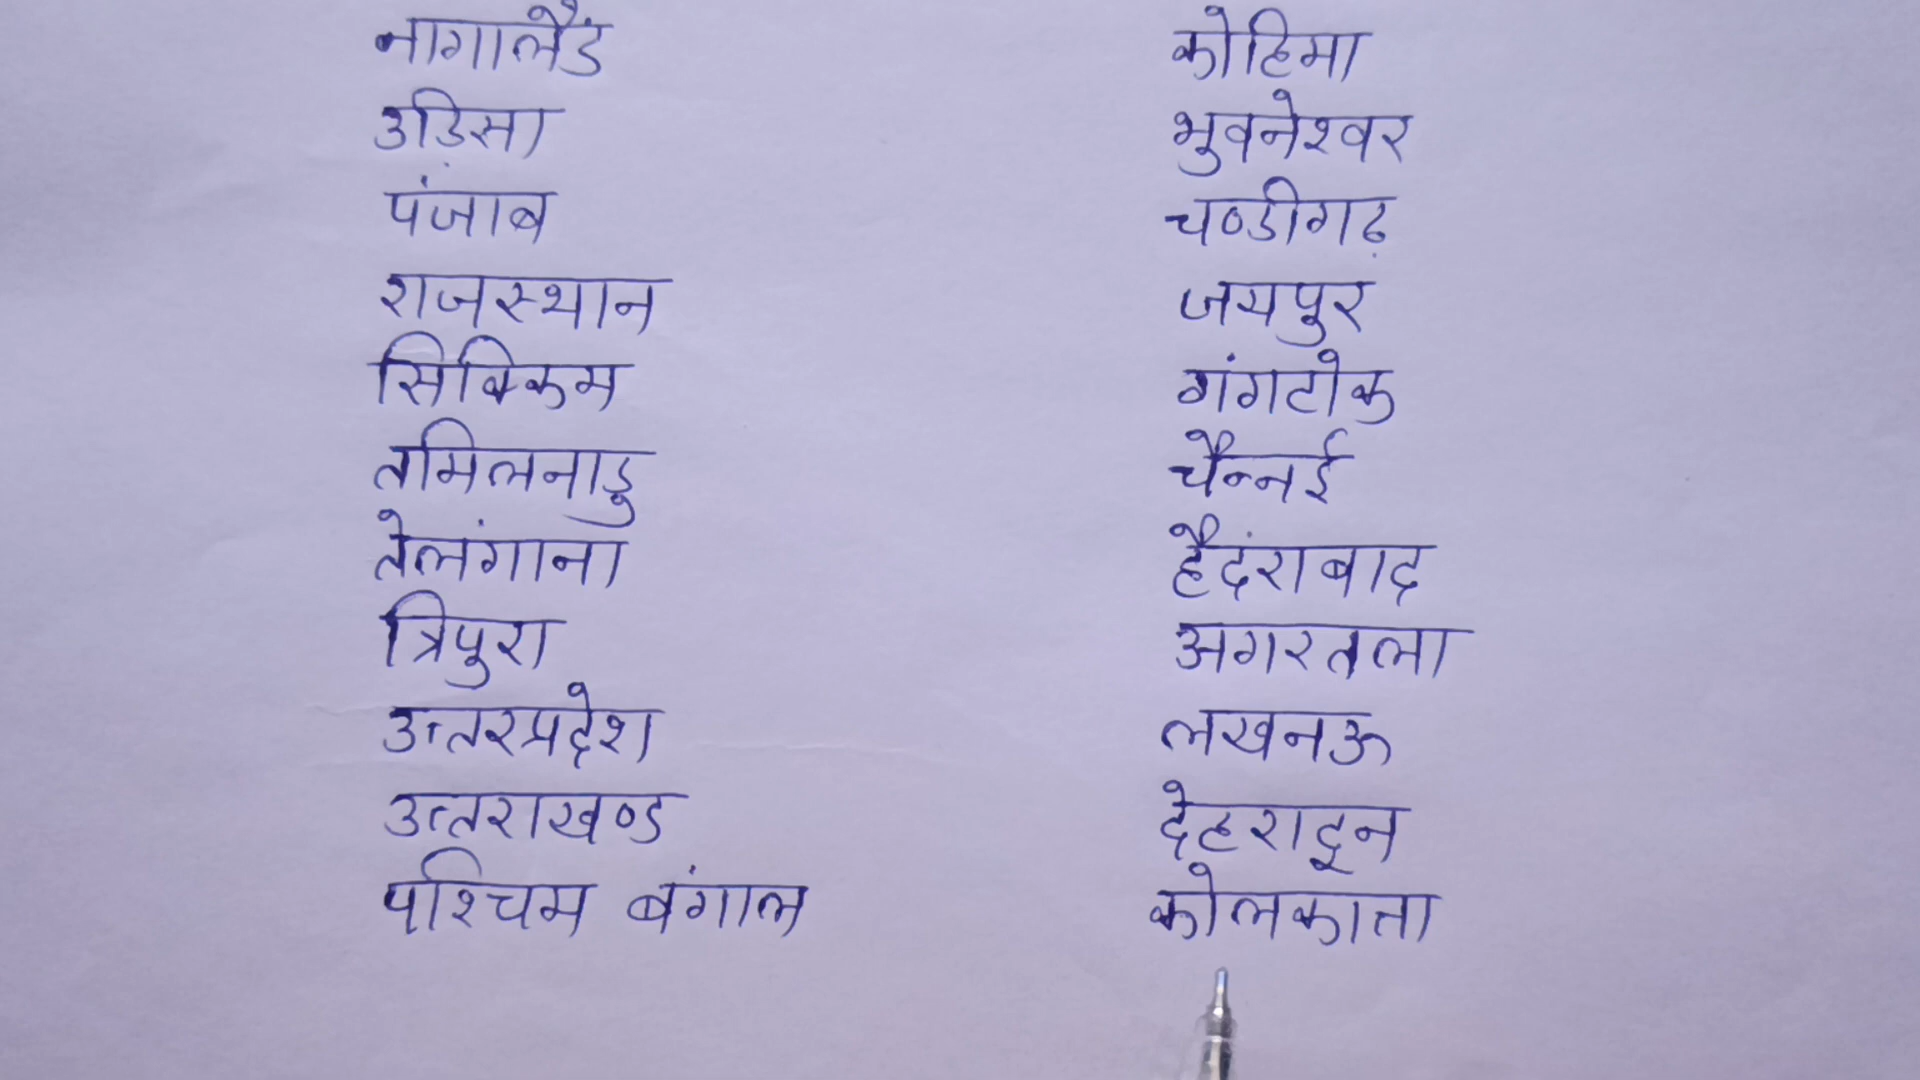 नागालैंड कोहिमा
उड़िसा भुवनेश्वर
पंजाब चण्डीगढ़
राजस्थान जयपुर
सिक्किम गंगटोक
तमिलनाडु चैन्नई
तेलंगाना हैदंराबाद
त्रिपुरा अगरतला
उत्तरप्रदेश लखनऊ
उत्तराखण्ड देहरादून
पश्चिम बंगाल कोलकाता